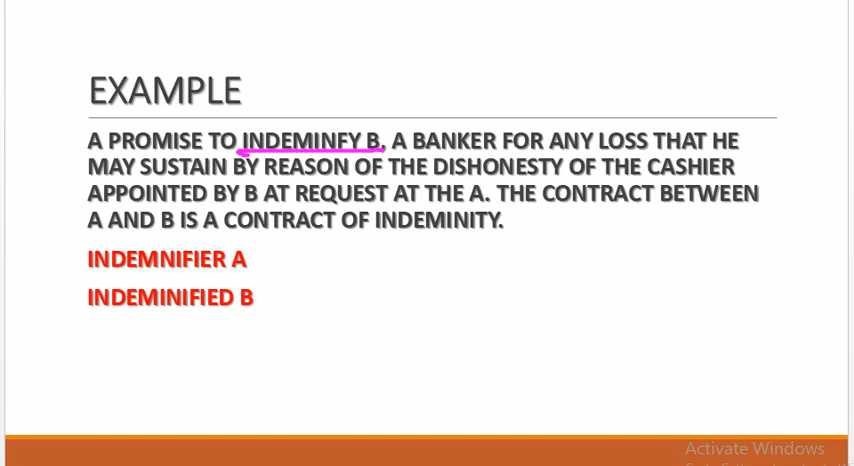 EXAMPLE
A PROMISE TO INDEMINFY B. A BANKER FOR ANY LOSS THAT HE
MAY SUSTAIN BY REASON OF THE DISHONESTY OF THE CASHIER
APPOINTED BY B AT REQUEST AT THE A. THE CONTRACT BETWEEN
A AND B IS A CONTRACT OF INDEMINITY.
INDEMNIFIER A
INDEMINIFIED B
Activate Windows